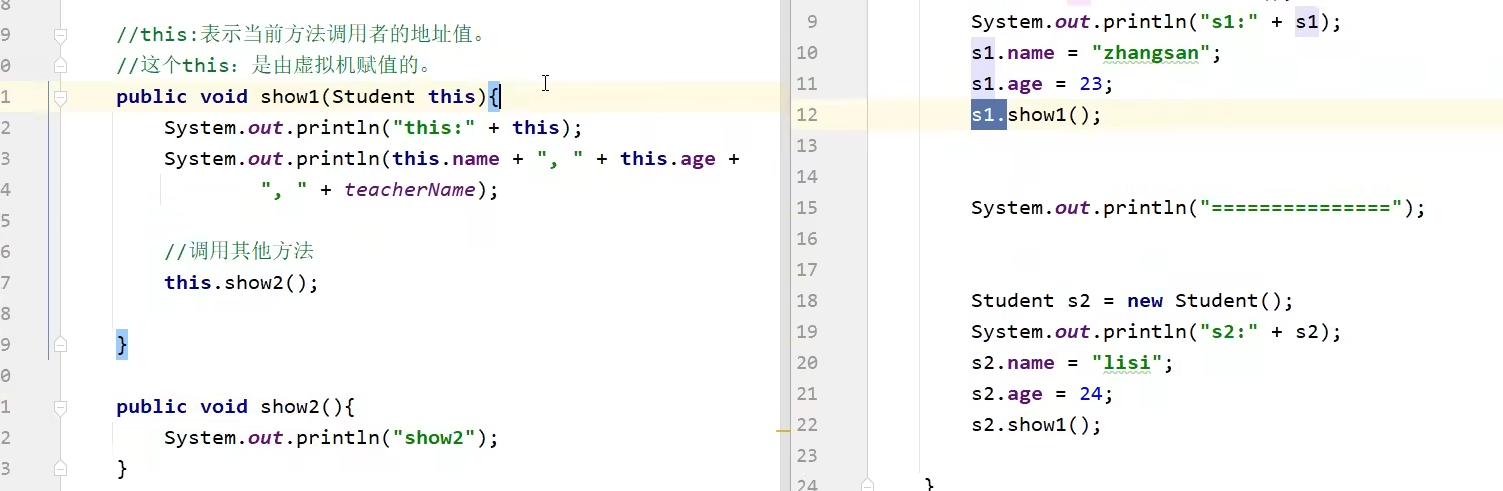 8
9 //this:表示当前方法调用者的地址值。
0 //这个this：是由虚拟机赋值的。
1 public void show1(Student this){
2 System.out.println("this:" + this);
3 System.out.println(this.name + ", " + this.age +
4 ", " + teacherName);
5
6 //调用其他方法
7 this.show2();
8
9 }
0
1 public void show2(){
2 System.out.println("show2");
3 }
9 System.out.println("s1:" + s1);
10 s1.name = "zhangsan";
11 s1.age = 23;
12 s1.show1();
13
14
15 System.out.println("===============");
16
17
18 Student s2 = new Student();
19 System.out.println("s2:" + s2);
20 s2.name = "lisi";
21 s2.age = 24;
22 s2.show1();
23
24 }